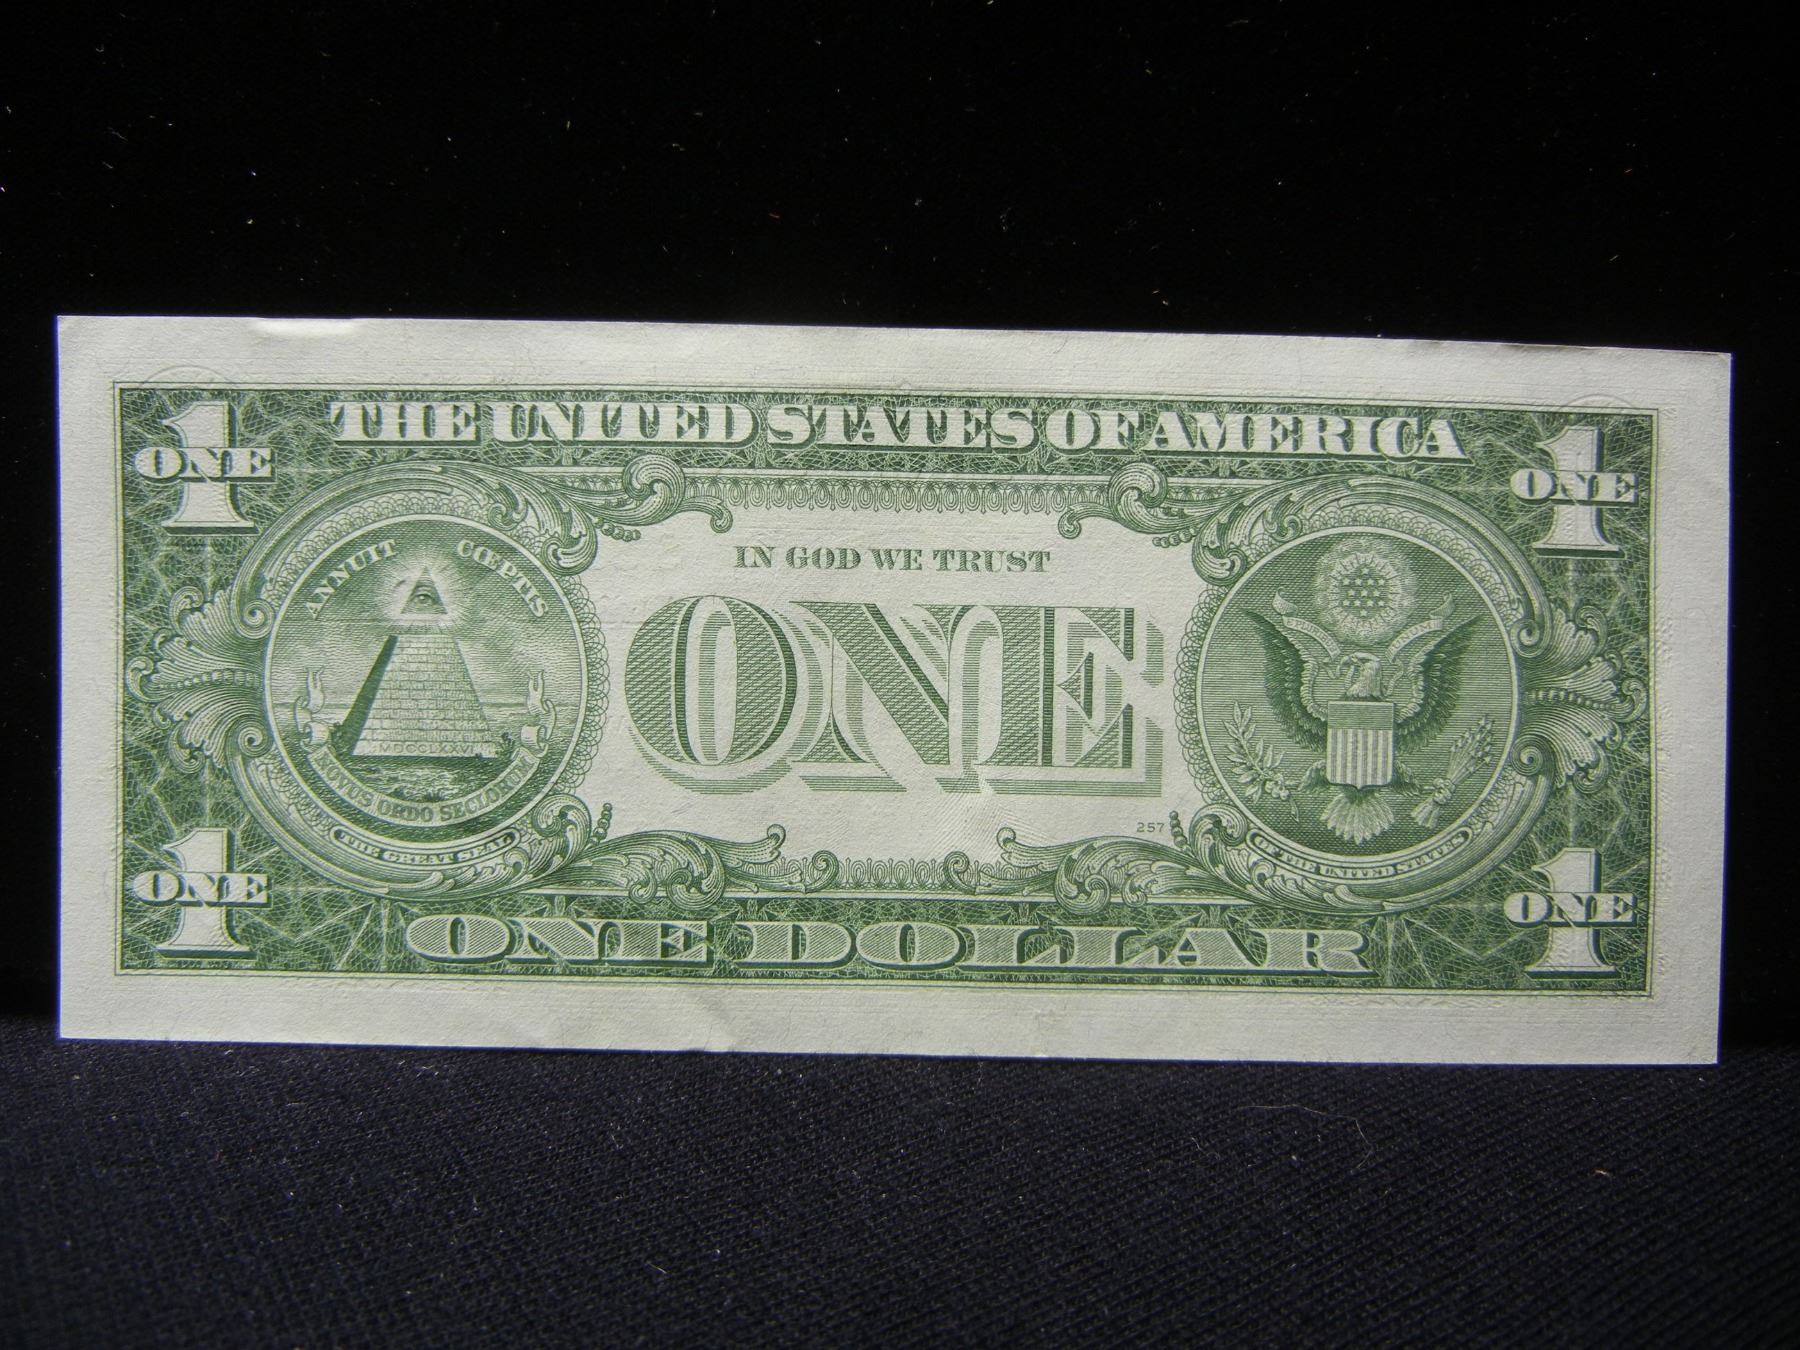 THE UNITED STATES OF AMERICA
1 ONE
1 ONE
ANNUIT CŒPTIS
IN GOD WE TRUST
ONE
MDCCLXXVI
NOVUS ORDO SECLORUM
THE GREAT SEAL
OF THE UNITED STATES
257
1 ONE
1 ONE
ONE DOLLAR